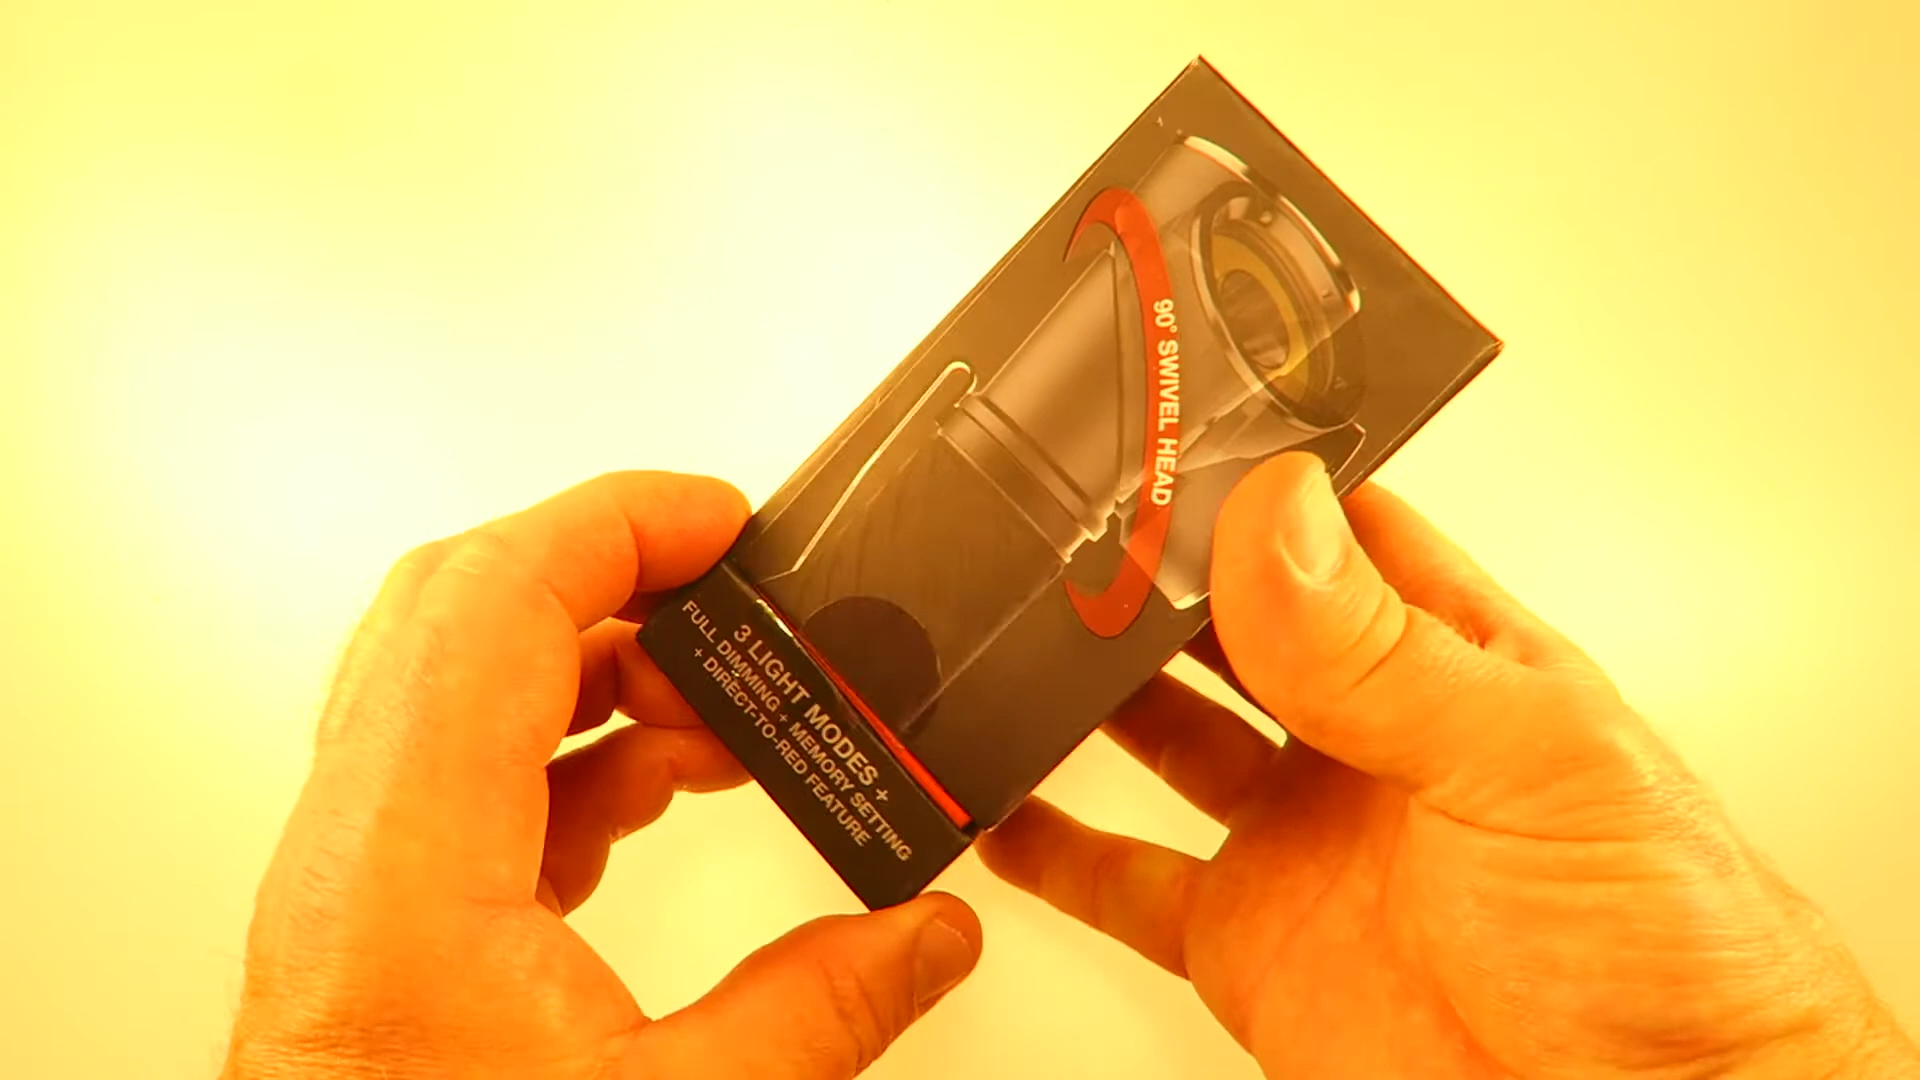 90° SWIVEL HEAD
3 LIGHT MODES +
FULL DIMMING + MEMORY SETTING
+ DIRECT-TO-RED FEATURE